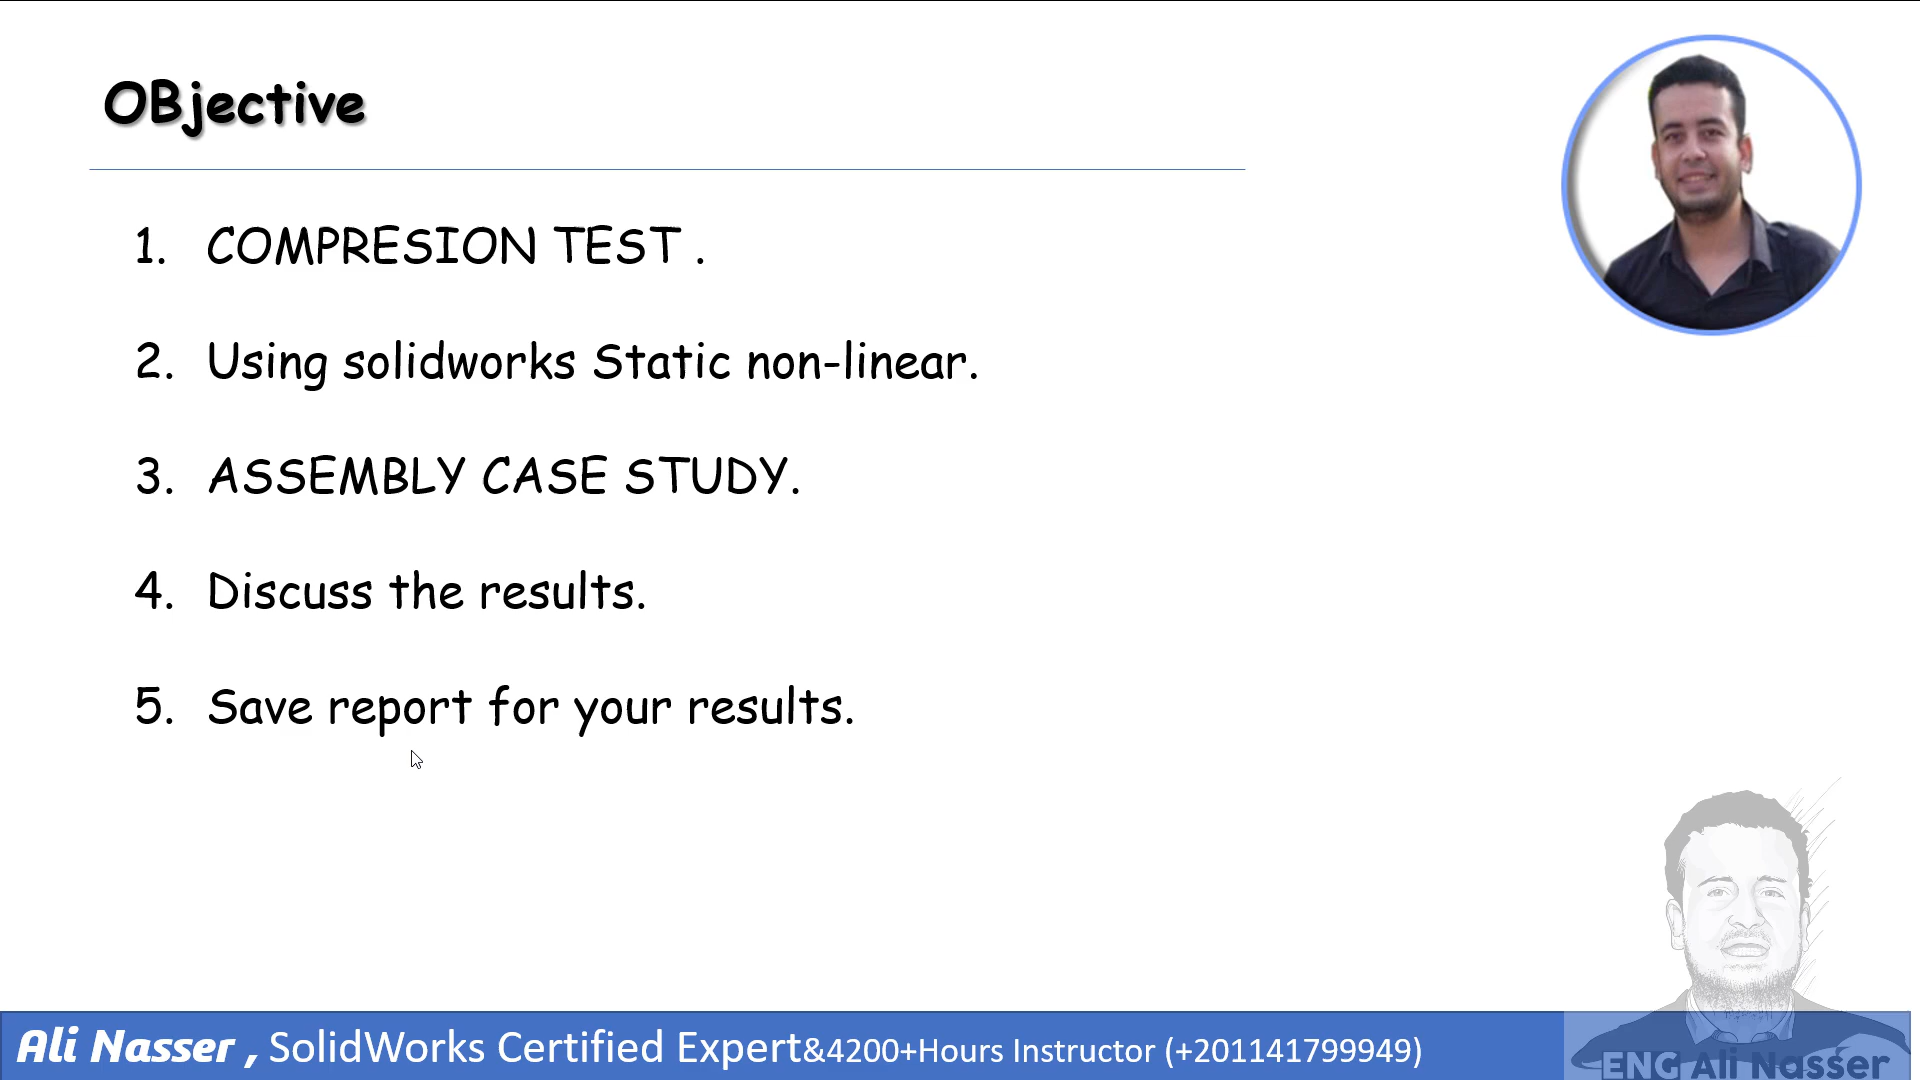 OBjective
1. COMPRESION TEST .
2. Using solidworks Static non-linear.
3. ASSEMBLY CASE STUDY.
4. Discuss the results.
5. Save report for your results.
Ali Nasser , SolidWorks Certified Expert&4200+Hours Instructor (+201141799949)
ENG Ali Nasser